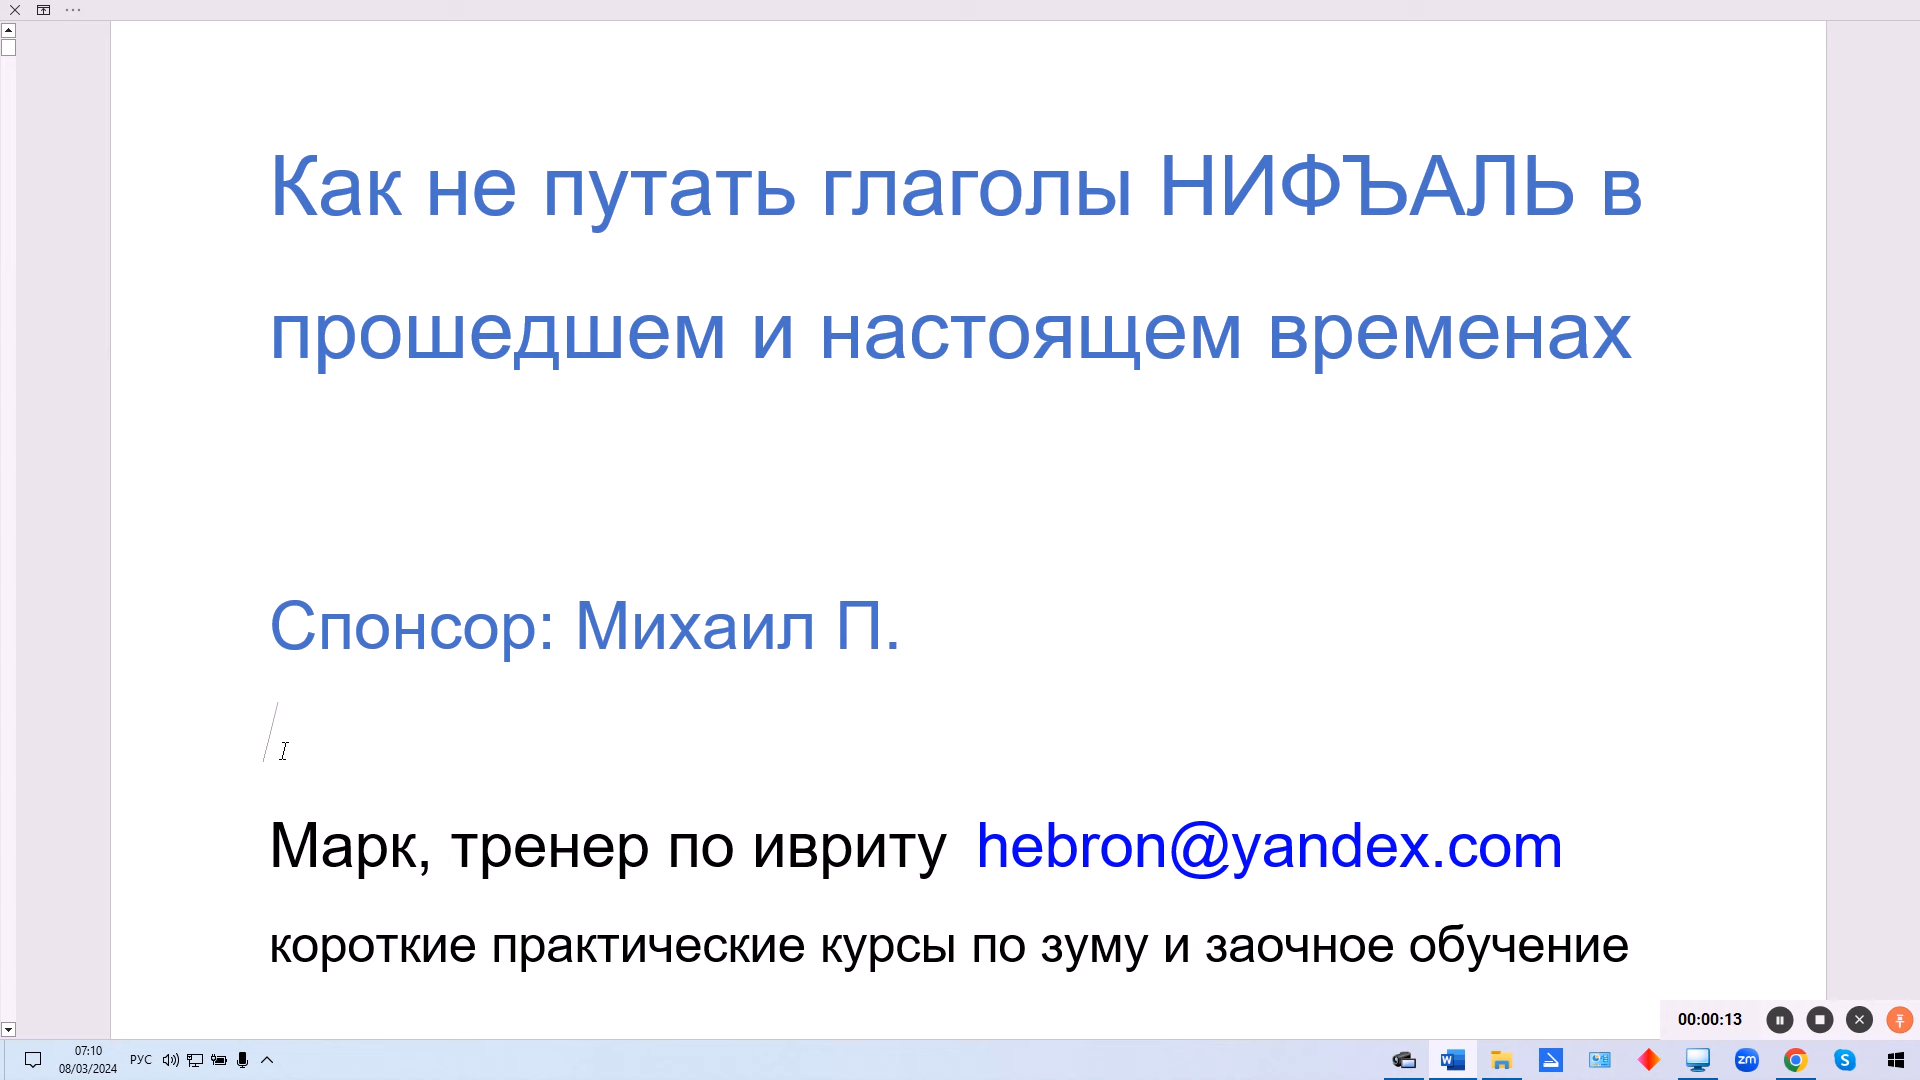 Как не путать глаголы НИФЪАЛЬ в
прошедшем и настоящем временах
Спонсор: Михаил П.
Марк, тренер по ивриту hebron@yandex.com
короткие практические курсы по зуму и заочное обучение
00:00:13
07:10
08/03/2024
РУС
W
zm
S